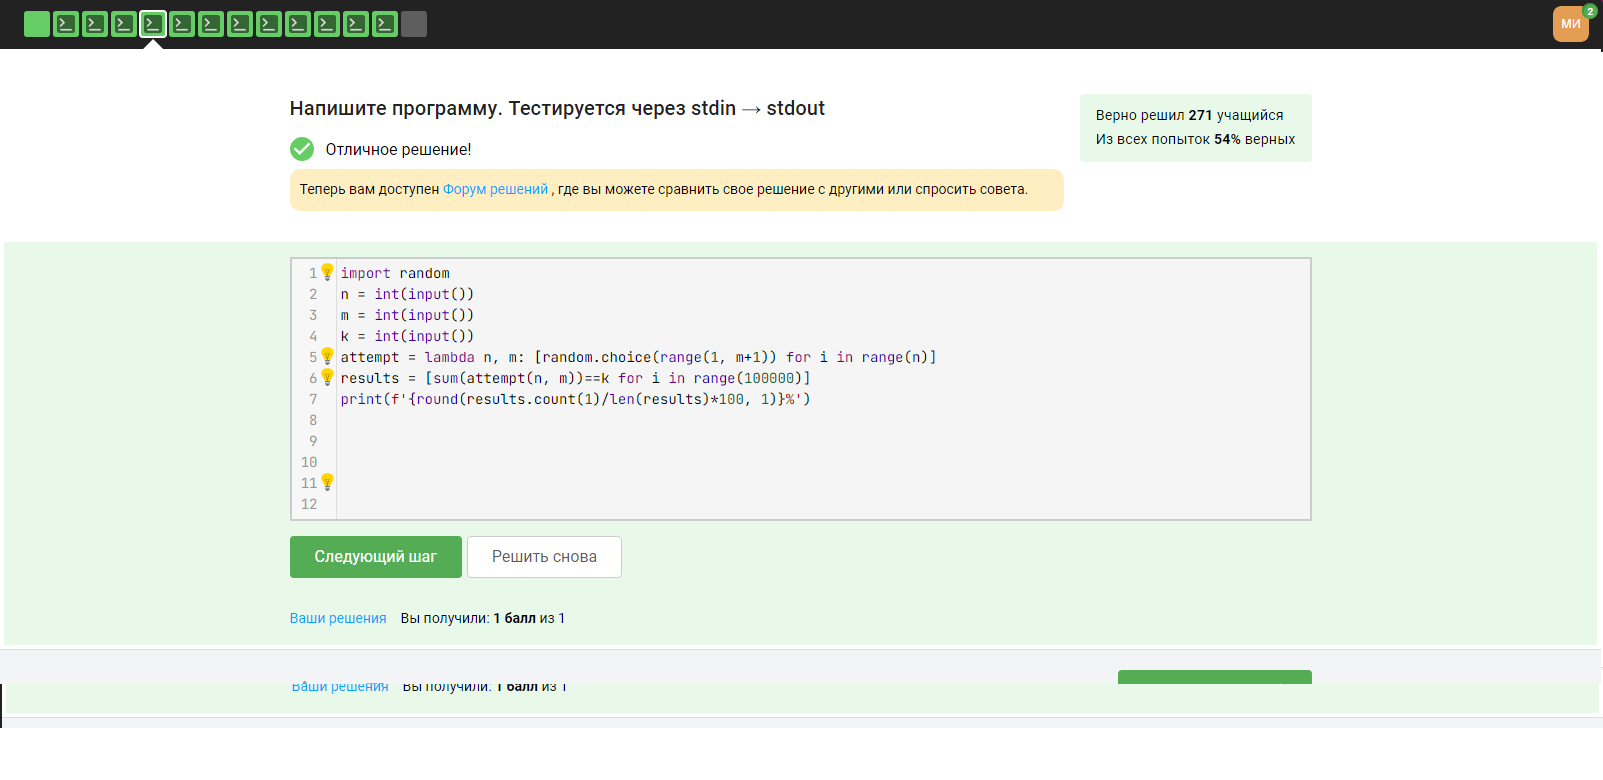 МИ
2
Напишите программу. Тестируется через stdin → stdout
Верно решил 271 учащийся
Из всех попыток 54% верных
Отличное решение!
Теперь вам доступен Форум решений , где вы можете сравнить свое решение с другими или спросить совета.
1 import random
2 n = int(input())
3 m = int(input())
4 k = int(input())
5 attempt = lambda n, m: [random.choice(range(1, m+1)) for i in range(n)]
6 results = [sum(attempt(n, m))==k for i in range(100000)]
7 print(f'{round(results.count(1)/len(results)*100, 1)}%')
8
9
10
11
12
Следующий шаг Решить снова
Ваши решения Вы получили: 1 балл из 1
Ваши решения Вы получили: 1 балл из 1